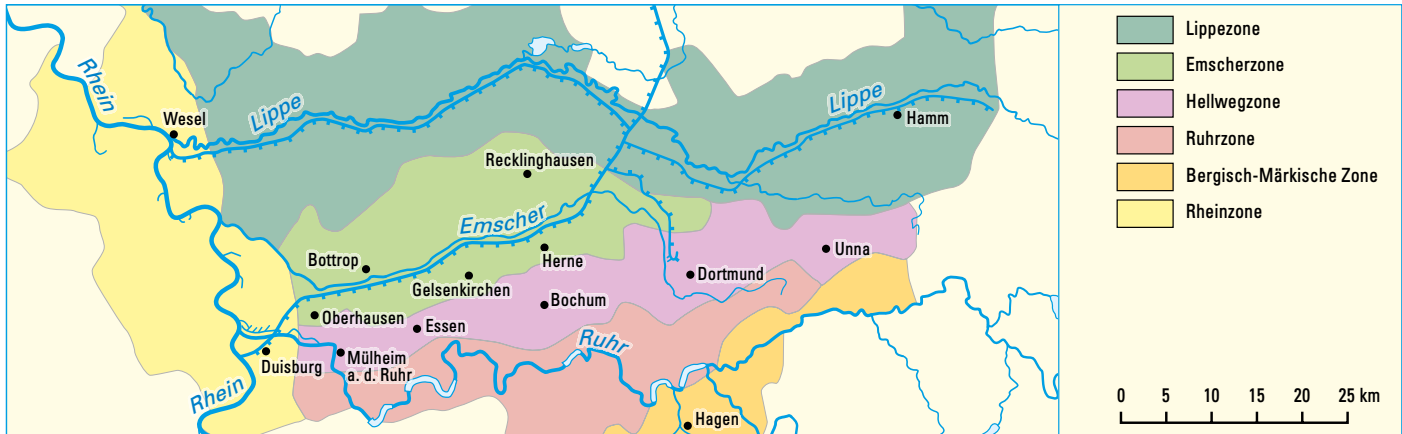 Rhein
Wesel
Lippe
Lippe
Hamm
Recklinghausen
Emscher
Bottrop
Gelsenkirchen
Herne
Unna
Dortmund
Oberhausen
Essen
Bochum
Duisburg
Mülheim
a. d. Ruhr
Ruhr
Rhein
Hagen
Lippezone
Emscherzone
Hellwegzone
Ruhrzone
Bergisch-Märkische Zone
Rheinzone
0 5 10 15 20 25 km